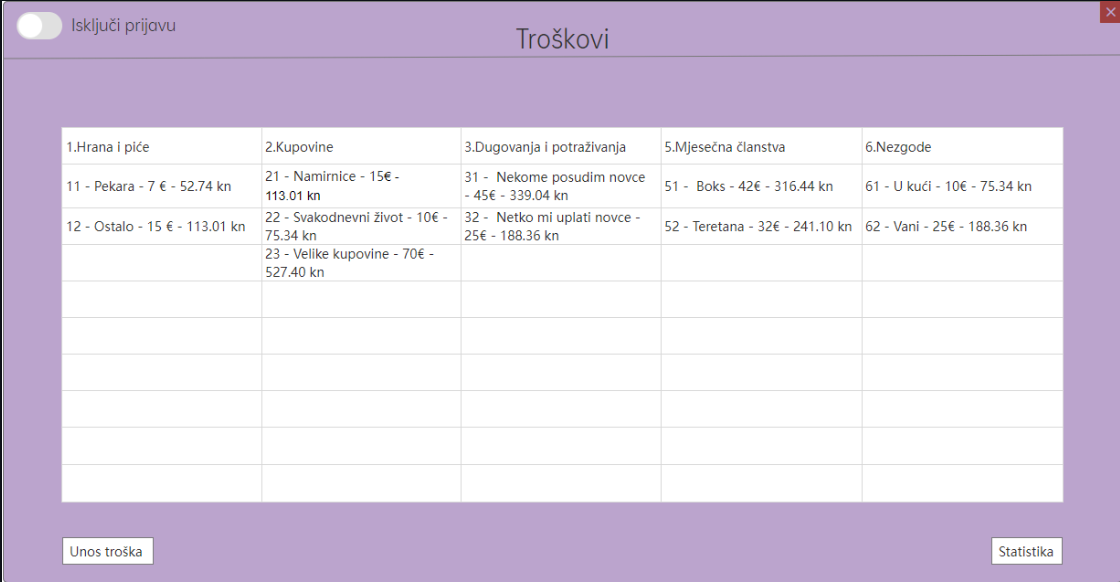 Isključi prijavu
Troškovi
1.Hrana i piće
2.Kupovine
3.Dugovanja i potraživanja
5.Mjesečna članstva
6.Nezgode
11 - Pekara - 7 € - 52.74 kn
21 - Namirnice - 15€ -
113.01 kn
31 -  Nekome posudim novce
- 45€ - 339.04 kn
51 -  Boks - 42€ - 316.44 kn
61 - U kući - 10€ - 75.34 kn
12 - Ostalo - 15 € - 113.01 kn
22 - Svakodnevni život - 10€ -
75.34 kn
32 -  Netko mi uplati novce -
25€ - 188.36 kn
52 - Teretana - 32€ - 241.10 kn
62 - Vani - 25€ - 188.36 kn
23 - Velike kupovine - 70€ -
527.40 kn
Unos troška
Statistika